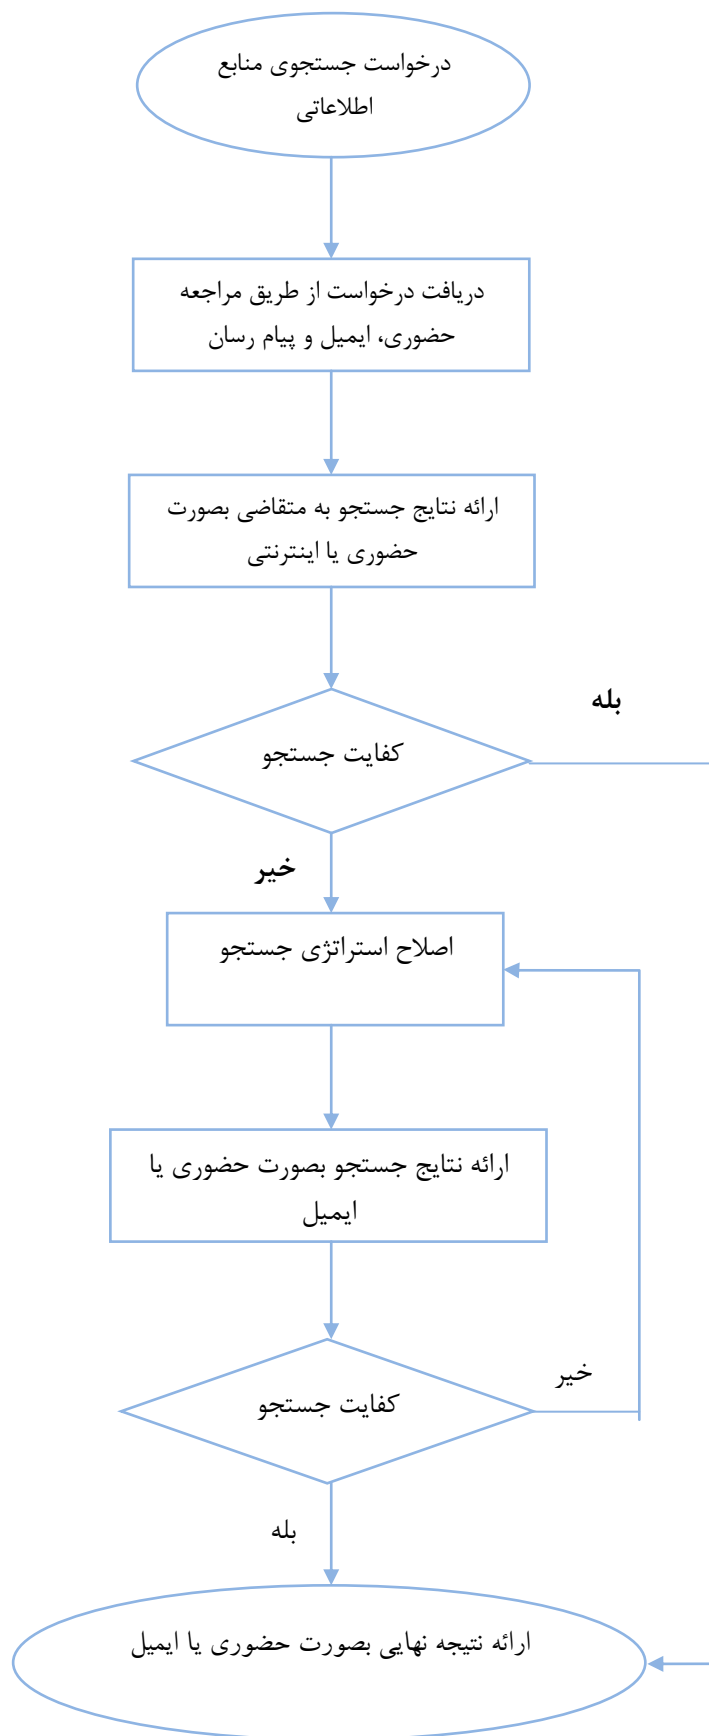 درخواست جستجوی منابع
اطلاعاتی
دریافت درخواست از طریق مراجعه
حضوری، ایمیل و پیام رسان
ارائه نتایج جستجو به متقاضی بصورت
حضوری یا اینترنتی
بله
کفایت جستجو
خیر
اصلاح استراتژی جستجو
ارائه نتایج جستجو بصورت حضوری یا
ایمیل
خیر
کفایت جستجو
بله
ارائه نتیجه نهایی بصورت حضوری یا ایمیل